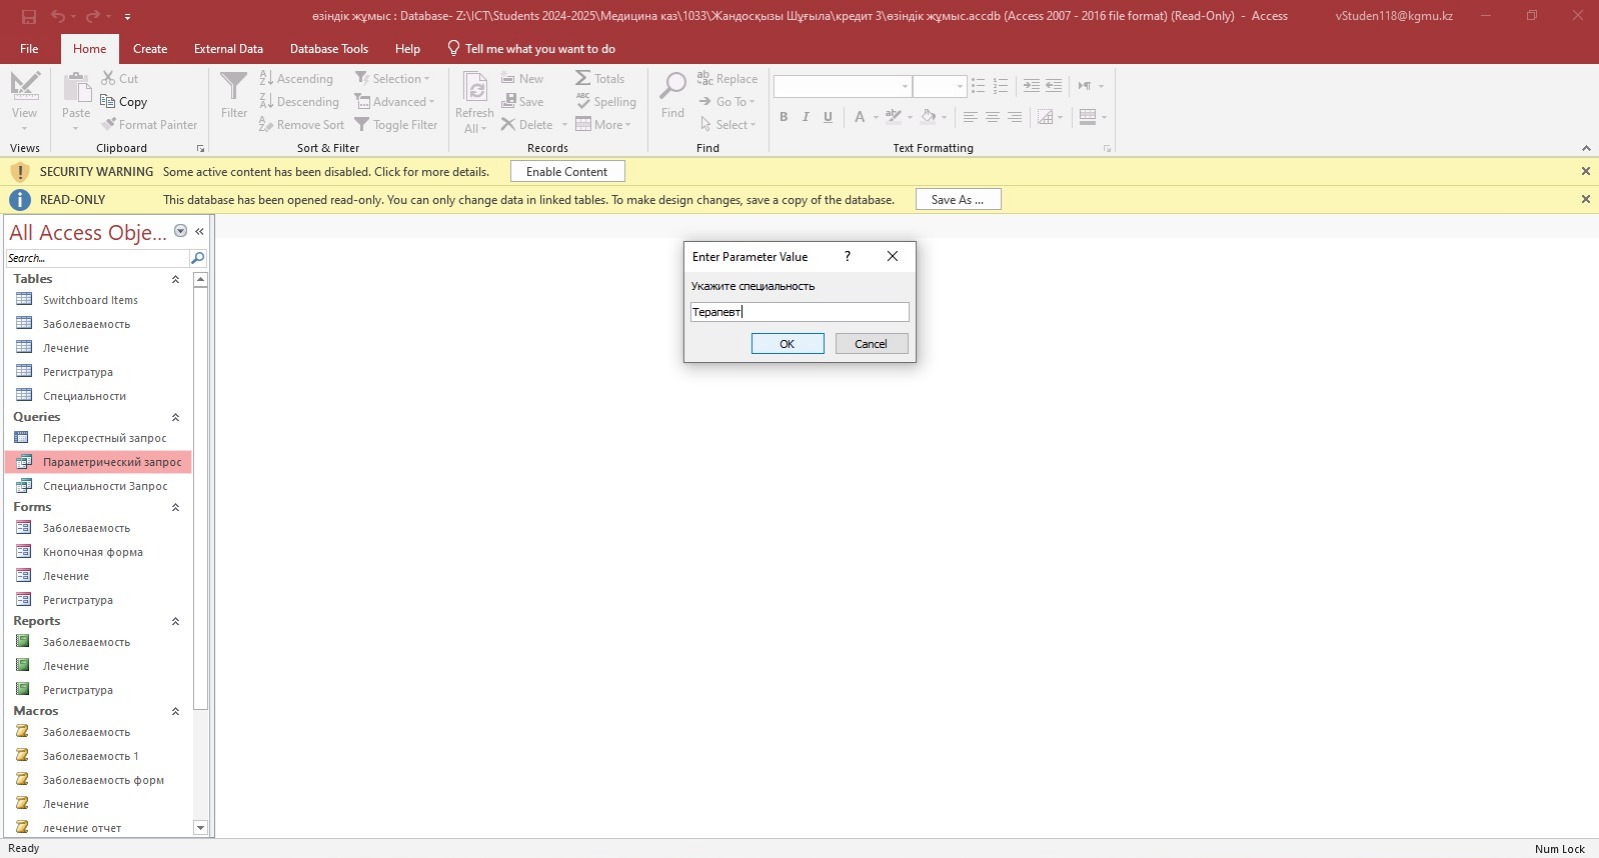 өзіндік жұмыс : Database- Z:\ICT\Students 2024-2025\Медицина каз\1033\Жандосқызы Шұғыла\кредит 3\өзіндік жұмыс.accdb (Access 2007 - 2016 file format) (Read-Only) - Access
vStuden118@kgmu.kz
File Home Create External Data Database Tools Help Tell me what you want to do
View
Views
Paste
Cut
Copy
Format Painter
Clipboard
Filter
Ascending
Descending
Remove Sort
Selection
Advanced
Toggle Filter
Sort & Filter
Refresh All
New
Save
Delete
Totals
Spelling
More
Records
Find
Replace
Go To
Select
Find
B I U A
Text Formatting
SECURITY WARNING Some active content has been disabled. Click for more details. Enable Content
READ-ONLY This database has been opened read-only. You can only change data in linked tables. To make design changes, save a copy of the database. Save As ...
All Access Obje...
Search...
Tables
Switchboard Items
Заболеваемость
Лечение
Регистратура
Специальности
Queries
Перексрестный запрос
Параметрический запрос
Специальности Запрос
Forms
Заболеваемость
Кнопочная форма
Лечение
Регистратура
Reports
Заболеваемость
Лечение
Регистратура
Macros
Заболеваемость
Заболеваемость 1
Заболеваемость форм
Лечение
лечение отчет
Enter Parameter Value ?
Укажите специальность
Терапевт
OK Cancel
Ready
Num Lock